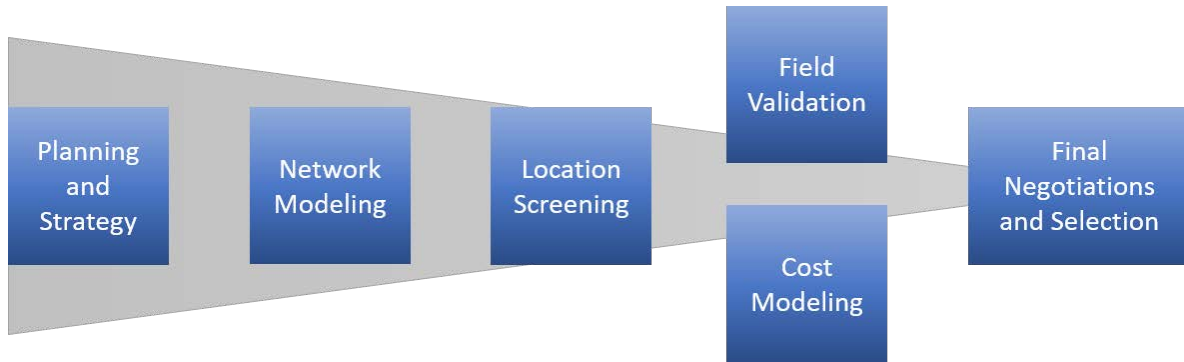 Planning
and
Strategy
Network
Modeling
Location
Screening
Field
Validation
Cost
Modeling
Final
Negotiations
and Selection